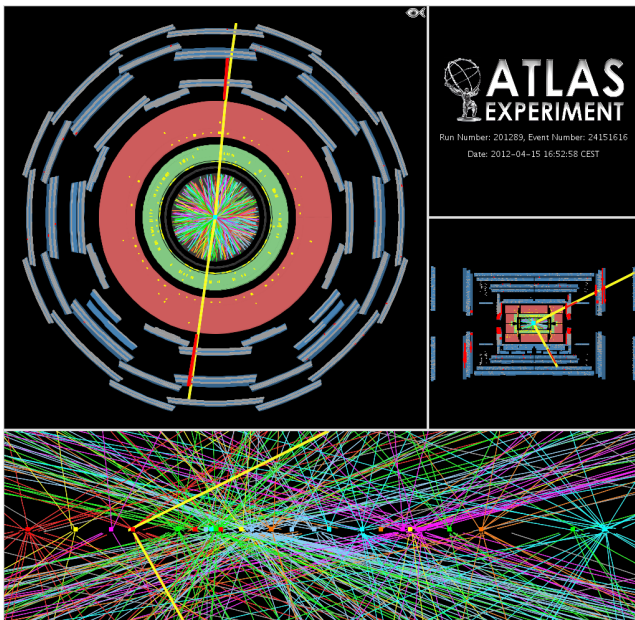 ATLAS
EXPERIMENT
Run Number: 201289, Event Number: 24151616
Date: 2012-04-15 16:52:58 CEST